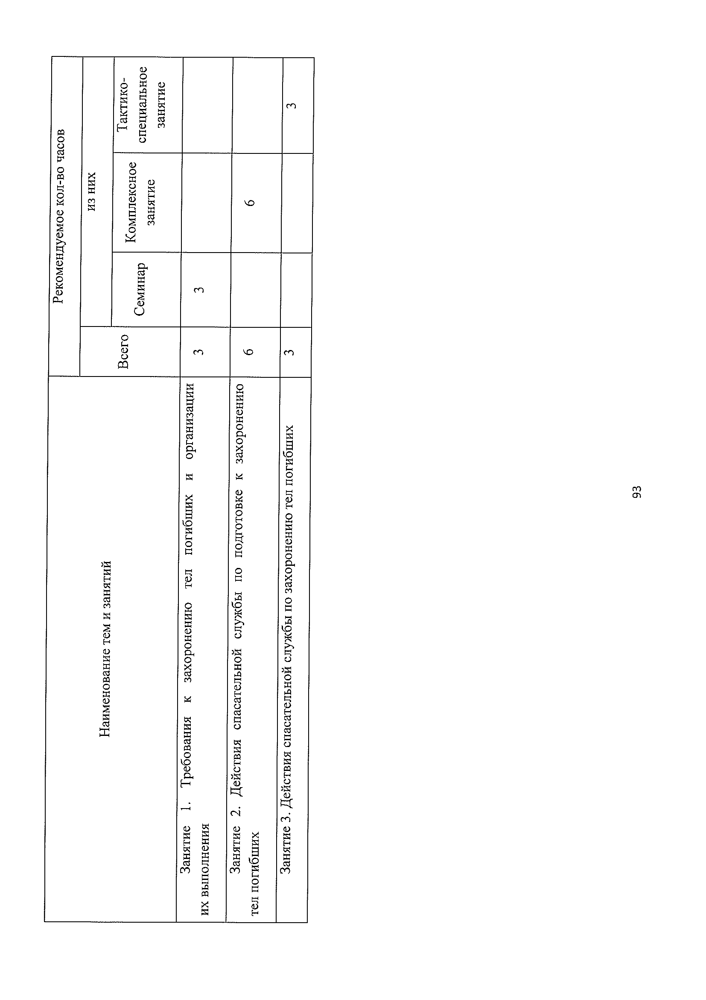 Наименование тем и занятий
Рекомендуемое кол-во часов
Всего
из них
Семинар
Комплексное
занятие
Тактико-
специальное
занятие
Занятие 1. Требования к захоронению тел погибших и организации
их выполнения
3
3
Занятие 2. Действия спасательной службы по подготовке к захоронению
тел погибших
6
6
Занятие 3. Действия спасательной службы по захоронению тел погибших
3
3
93